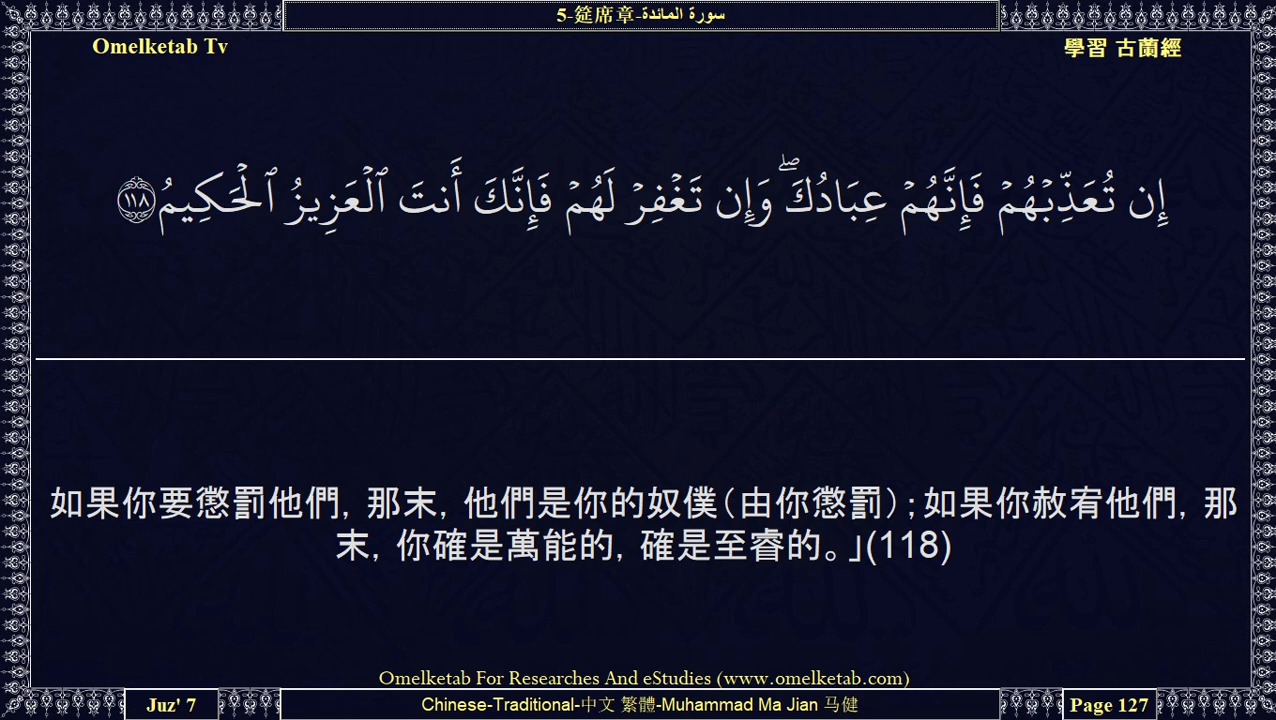 5-筵席章-سورة المائدة
Omelketab Tv
學習 古蘭經
إِن تُعَذِّبْهُمْ فَإِنَّهُمْ عِبَادُكَ ۖ وَإِن تَغْفِرْ لَهُمْ فَإِنَّكَ أَنتَ ٱلْعَزِيزُ ٱلْحَكِيمُ ١١٨
如果你要懲罰他們，那末，他們是你的奴僕（由你懲罰）；如果你赦宥他們，那
末，你確是萬能的，確是至睿的。」(118)
Omelketab For Researches And eStudies (www.omelketab.com)
Juz' 7
Chinese-Traditional-中文 繁體-Muhammad Ma Jian 马健
Page 127